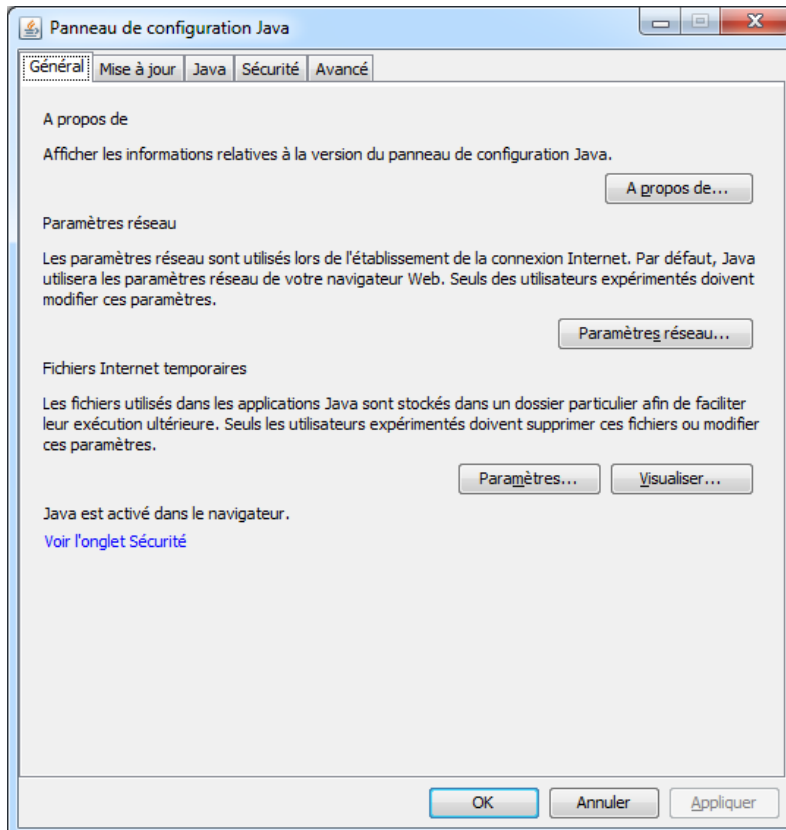 Panneau de configuration Java
Général Mise à jour Java Sécurité Avancé
A propos de
Afficher les informations relatives à la version du panneau de configuration Java.
A propos de...
Paramètres réseau
Les paramètres réseau sont utilisés lors de l'établissement de la connexion Internet. Par défaut, Java
utilisera les paramètres réseau de votre navigateur Web. Seuls des utilisateurs expérimentés doivent
modifier ces paramètres.
Paramètres réseau...
Fichiers Internet temporaires
Les fichiers utilisés dans les applications Java sont stockés dans un dossier particulier afin de faciliter
leur exécution ultérieure. Seuls les utilisateurs expérimentés doivent supprimer ces fichiers ou modifier
ces paramètres.
Paramètres... Visualiser...
Java est activé dans le navigateur.
Voir l'onglet Sécurité
OK Annuler Appliquer